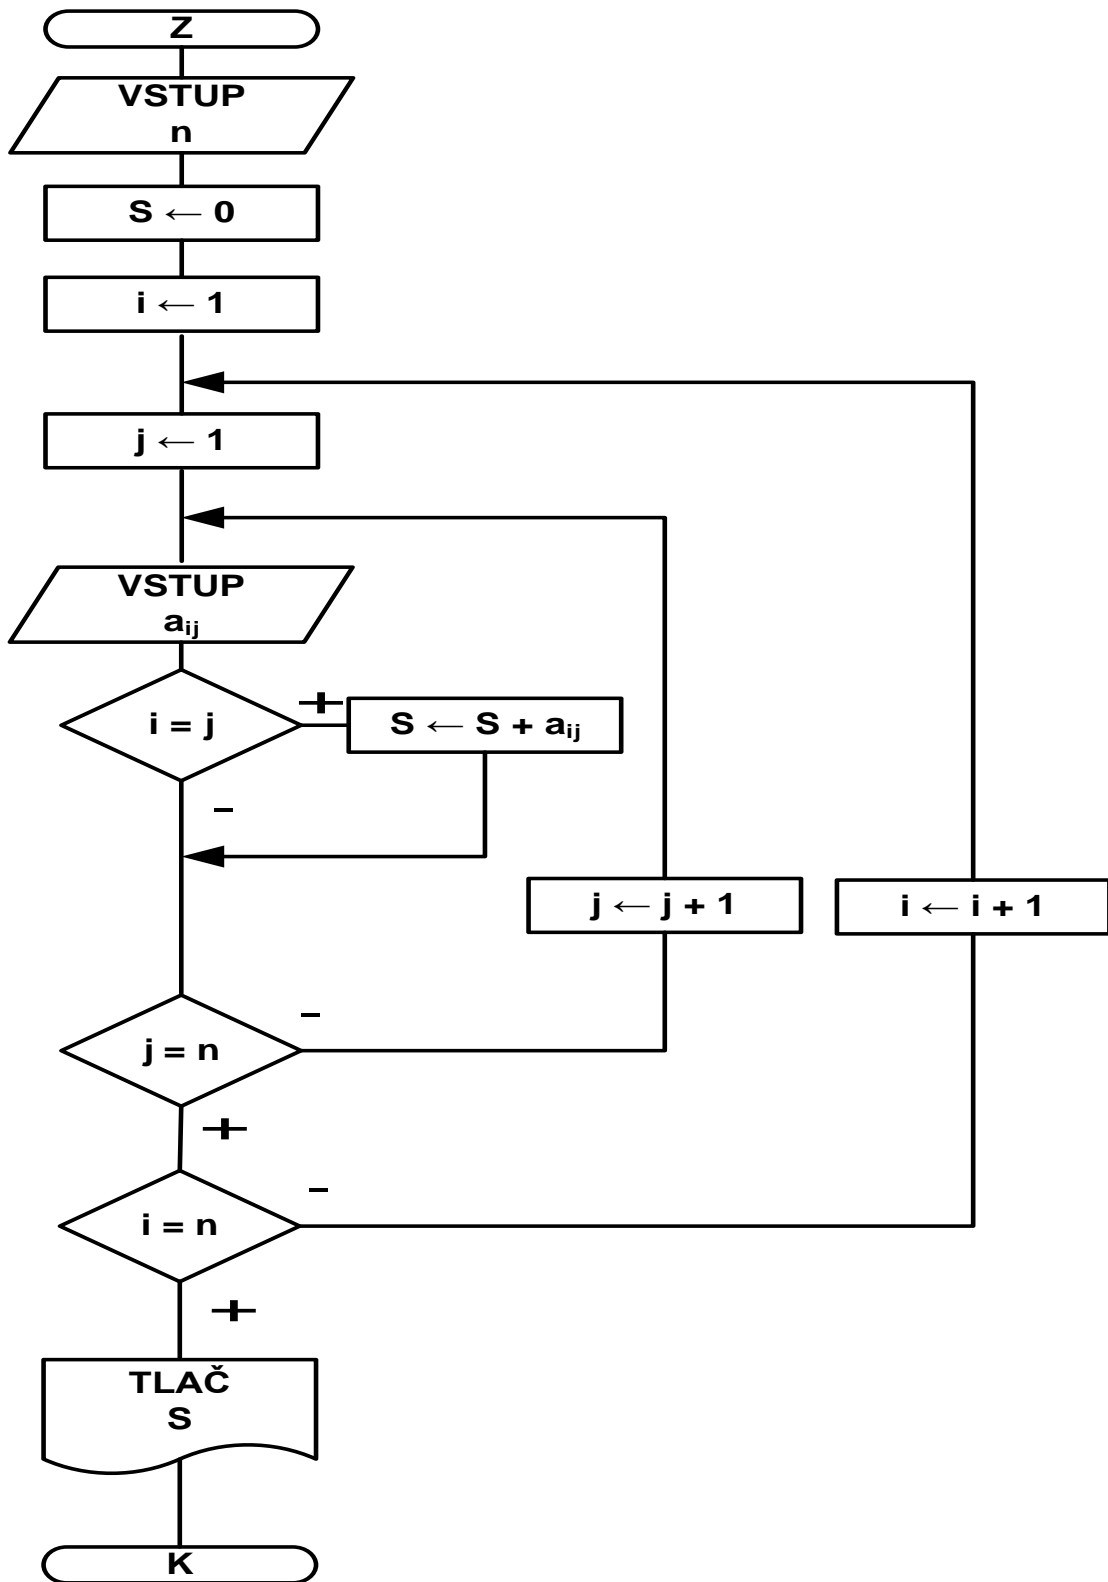 Z
VSTUP
n
S ← 0
i ← 1
j ← 1
VSTUP
aᵢⱼ
i = j
+
S ← S + aᵢⱼ
–
j ← j + 1
i ← i + 1
–
j = n
+
–
i = n
+
TLAČ
S
K